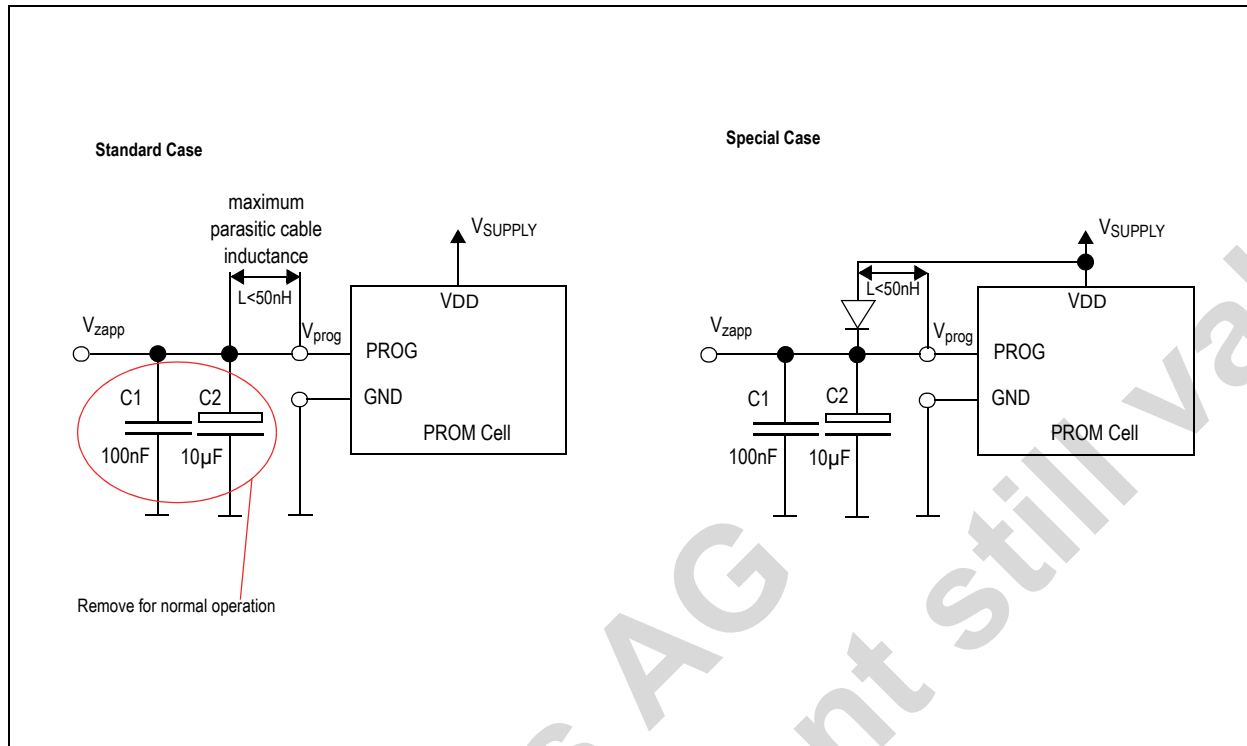 Standard Case
maximum
parasitic cable
inductance
L<50nH
VSUPPLY
VDD
Vzapp
Vprog
PROG
GND
C1
C2
100nF
10µF
PROM Cell
Remove for normal operation
Special Case
VSUPPLY
L<50nH
VDD
Vzapp
Vprog
PROG
GND
C1
C2
100nF
10µF
PROM Cell
AG
nt still va